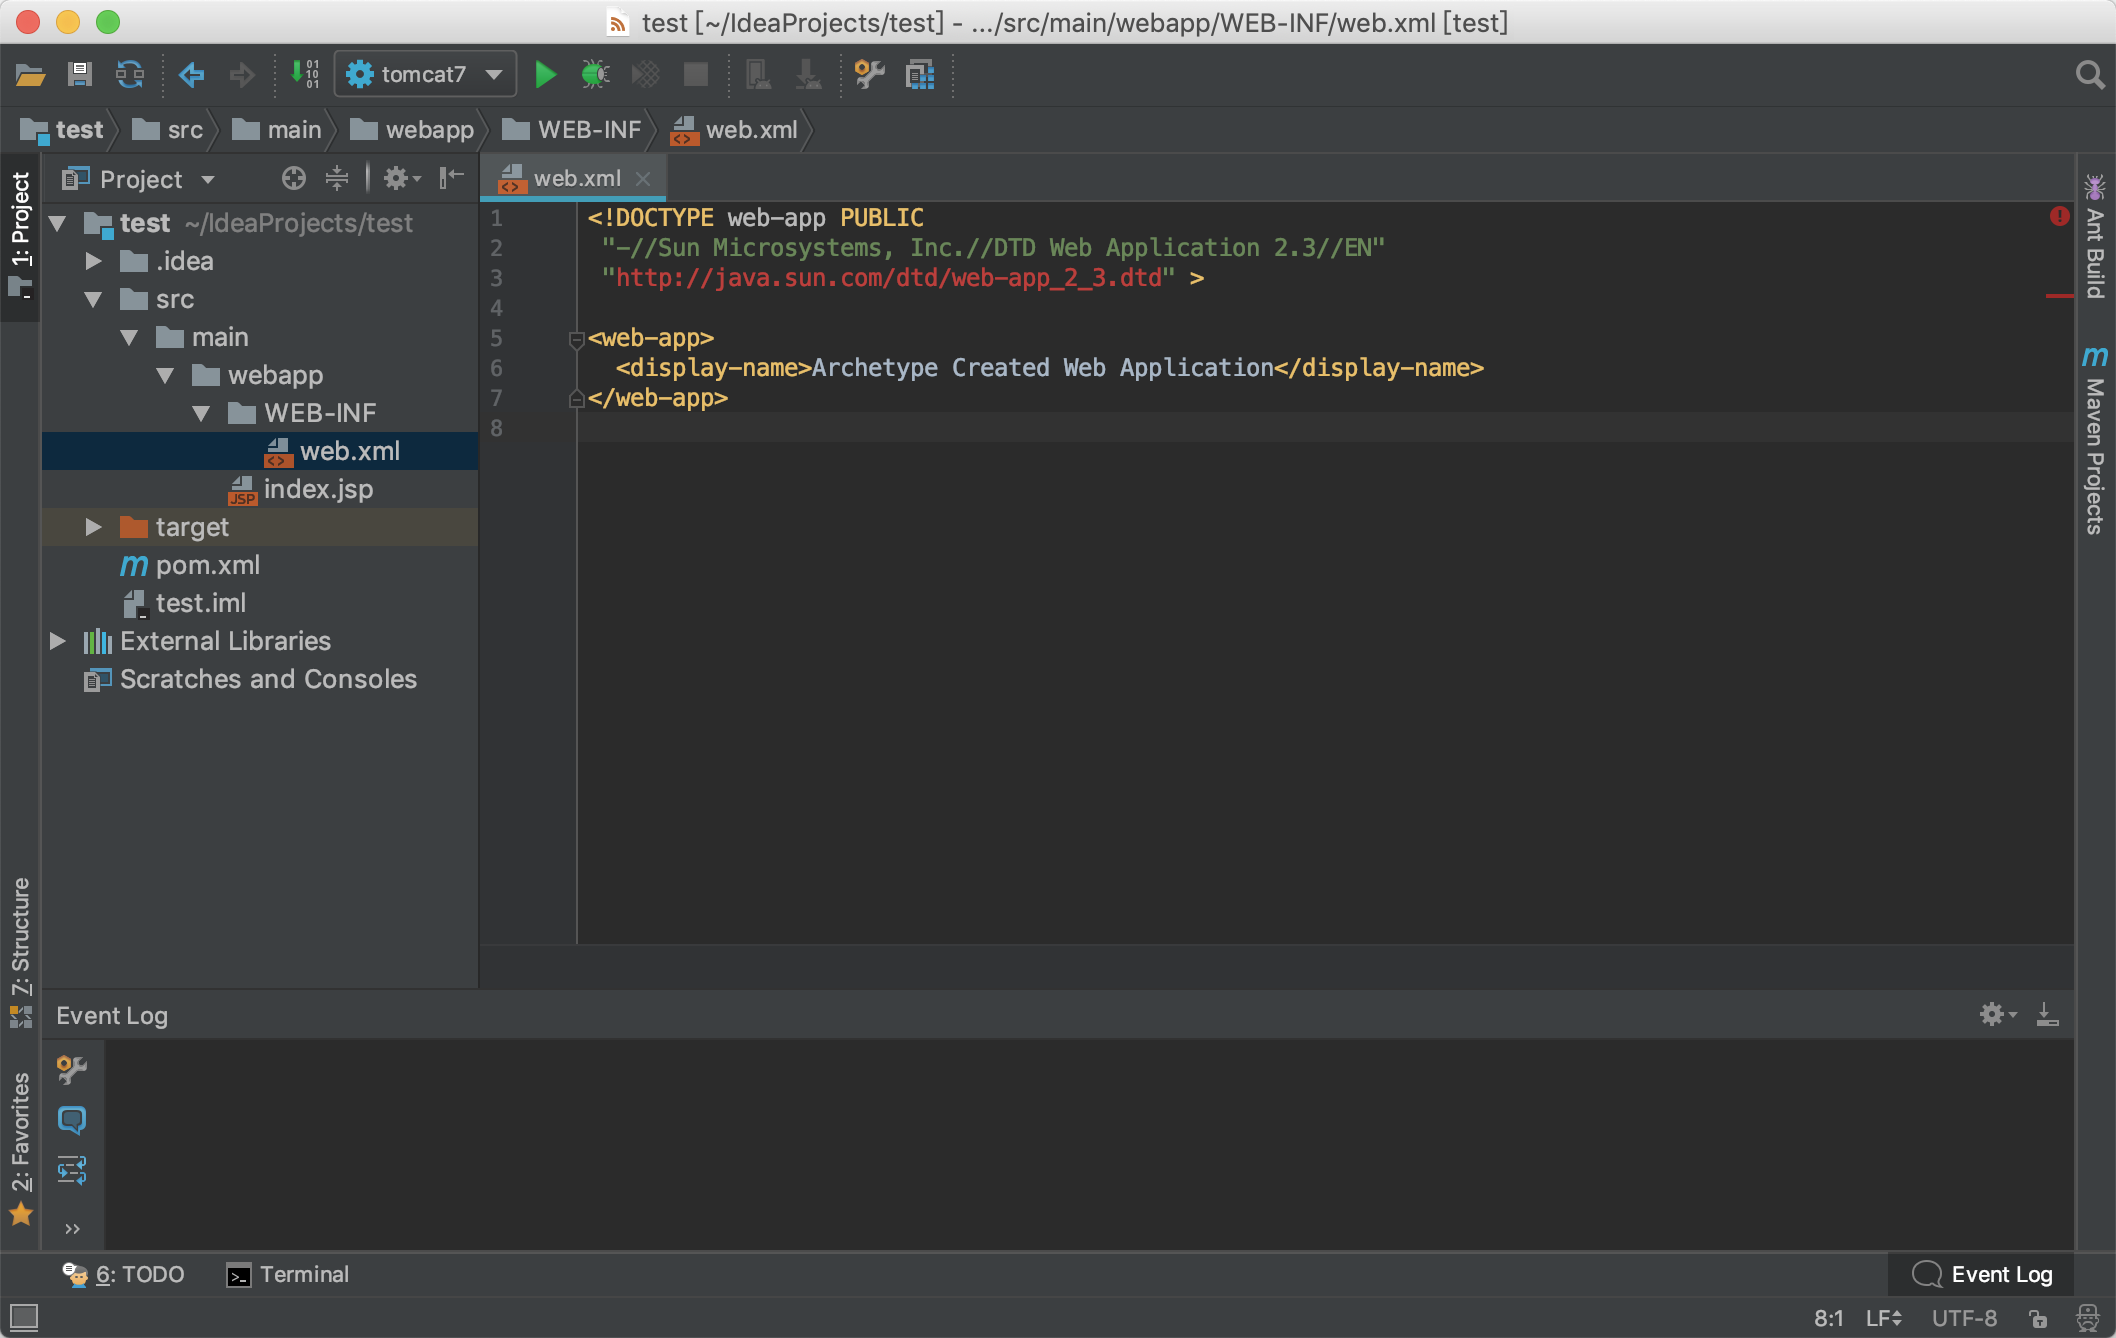 test [~/IdeaProjects/test] - .../src/main/webapp/WEB-INF/web.xml [test]
tomcat7
test src main webapp WEB-INF web.xml
1: Project
Project
web.xml
test ~/IdeaProjects/test
.idea
src
main
webapp
WEB-INF
web.xml
index.jsp
target
pom.xml
test.iml
External Libraries
Scratches and Consoles
1 <!DOCTYPE web-app PUBLIC
2 "-//Sun Microsystems, Inc.//DTD Web Application 2.3//EN"
3 "http://java.sun.com/dtd/web-app_2_3.dtd" >
4
5 <web-app>
6 <display-name>Archetype Created Web Application</display-name>
7 </web-app>
8
Ant Build
Maven Projects
7: Structure
2: Favorites
Event Log
6: TODO Terminal Event Log
8:1 LF UTF-8